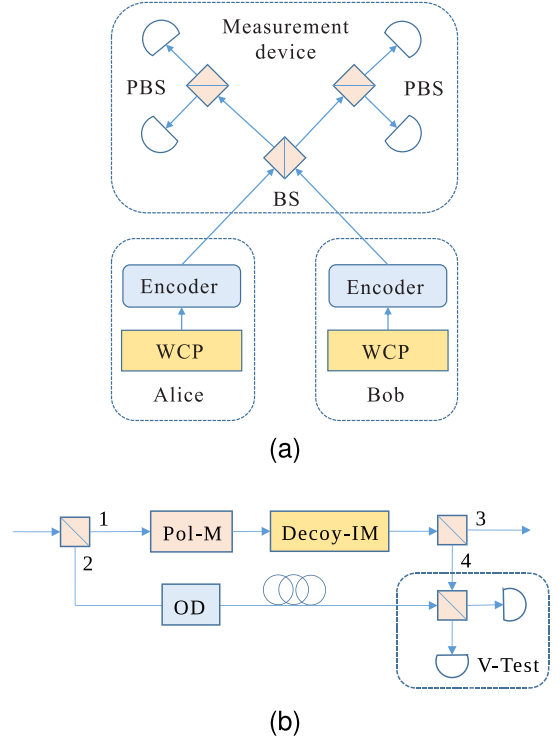 Measurement
device
PBS
PBS
BS
Encoder
Encoder
WCP
WCP
Alice
Bob
(a)
1
3
Pol-M
Decoy-IM
2
4
OD
V-Test
(b)